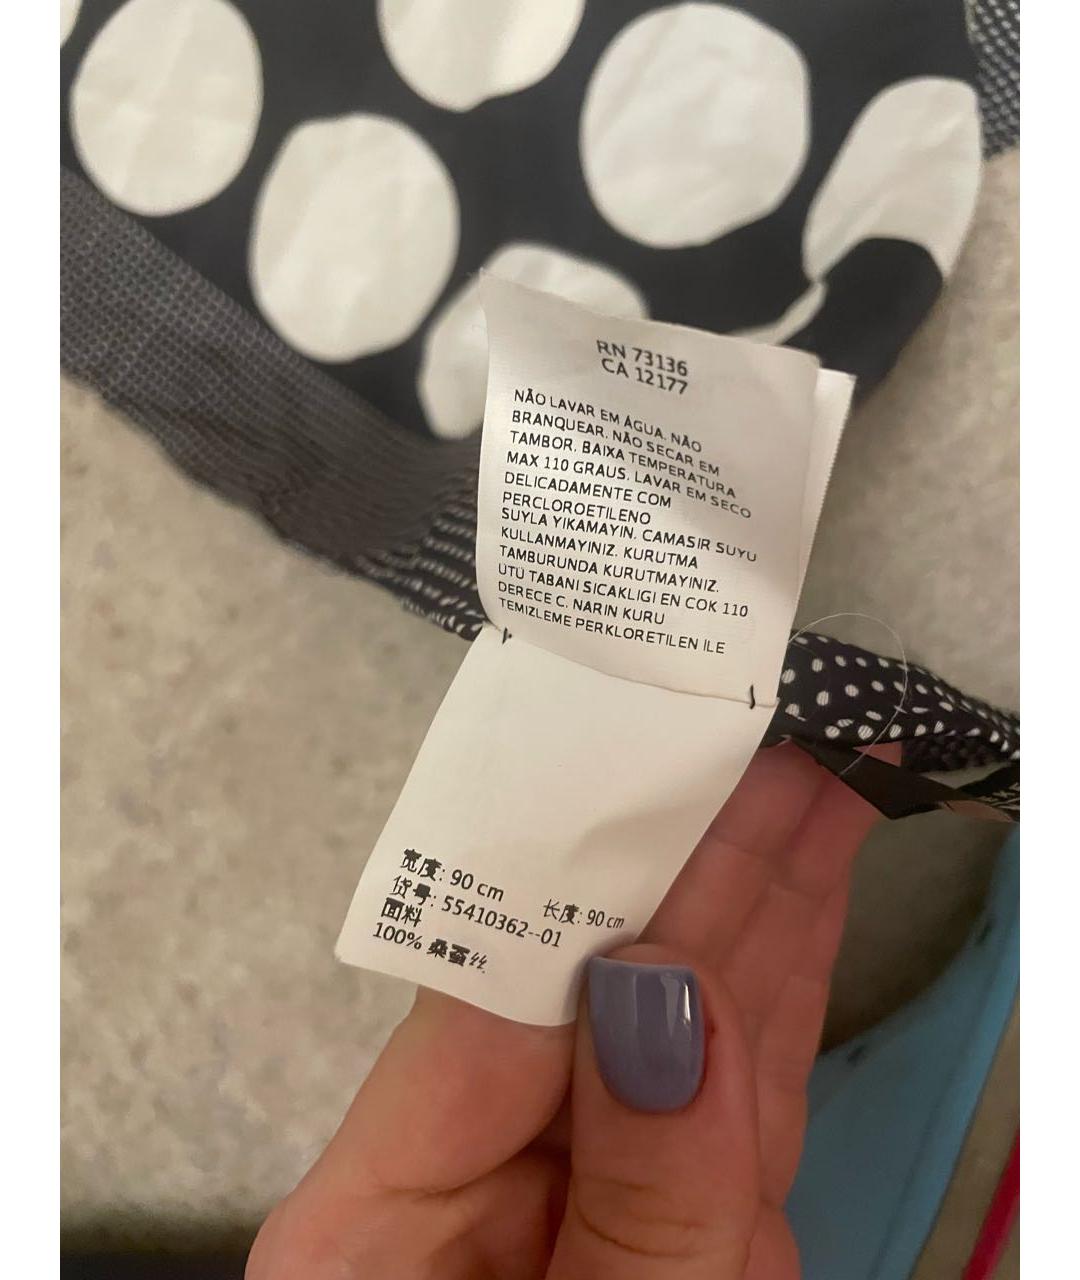 RN 73136
CA 12177
NÃO LAVAR EM ÁGUA. NÃO
BRANQUEAR. NÃO SECAR EM
TAMBOR. BAIXA TEMPERATURA
MAX 110 GRAUS. LAVAR EM SECO
DELICADAMENTE COM
PERCLOROETILENO
SUYLA YIKAMAYIN. CAMASIR SUYU
KULLANMAYINIZ. KURUTMA
TAMBURUNDA KURUTMAYINIZ.
UTÜ TABANI SICAKLIGI EN COK 110
DERECE C. NARIN KURU
TEMIZLEME PERKLORETILEN ILE
宽度: 90 cm 长度: 90 cm
货号: 55410362--01
面料
100% 桑蚕丝